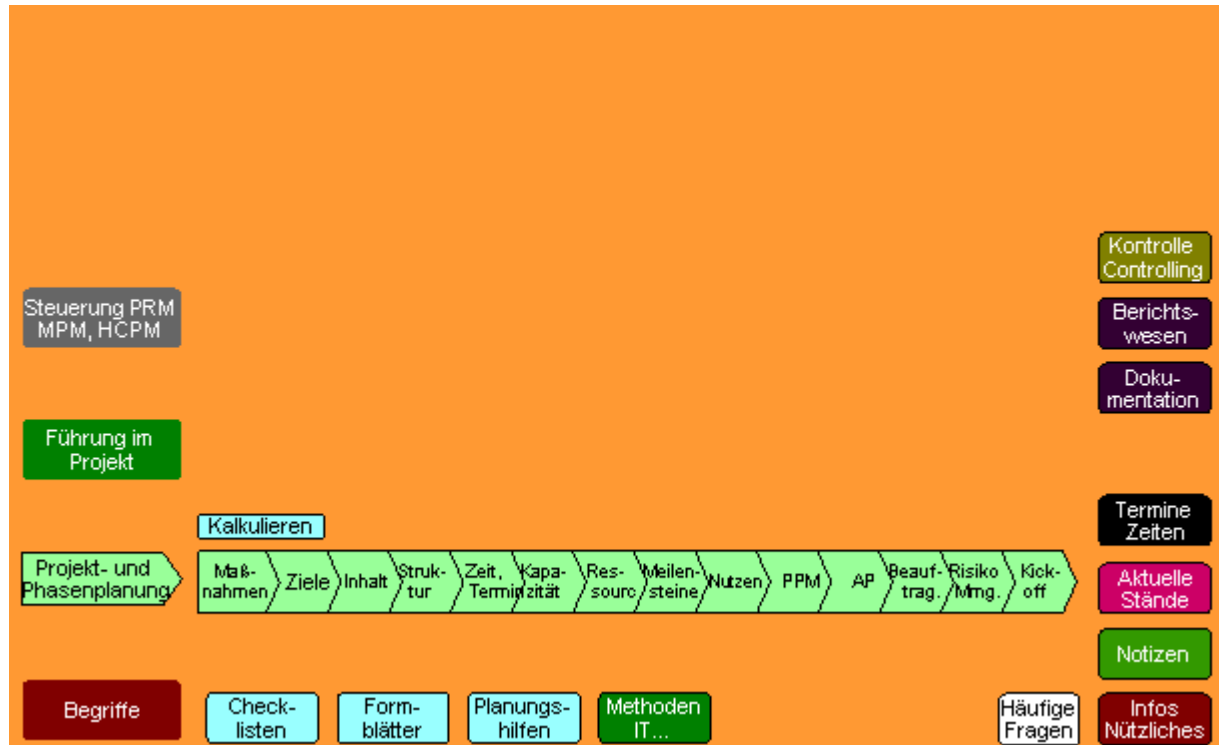 Kontrolle
Controlling
Steuerung PRM
MPM, HCPM
Berichts-
wesen
Doku-
mentation
Führung im
Projekt
Termine
Zeiten
Kalkulieren
Projekt- und
Phasenplanung
Maß-
nahmen
Ziele
Inhalt
Struk-
tur
Zeit,
Termin
Kapa-
zität
Res-
sourc
Meilen-
steine
Nutzen
PPM
AP
Beauf-
trag.
Risiko
Mmg.
Kick-
off
Aktuelle
Stände
Notizen
Begriffe
Check-
listen
Form-
blätter
Planungs-
hilfen
Methoden
IT...
Häufige
Fragen
Infos
Nützliches